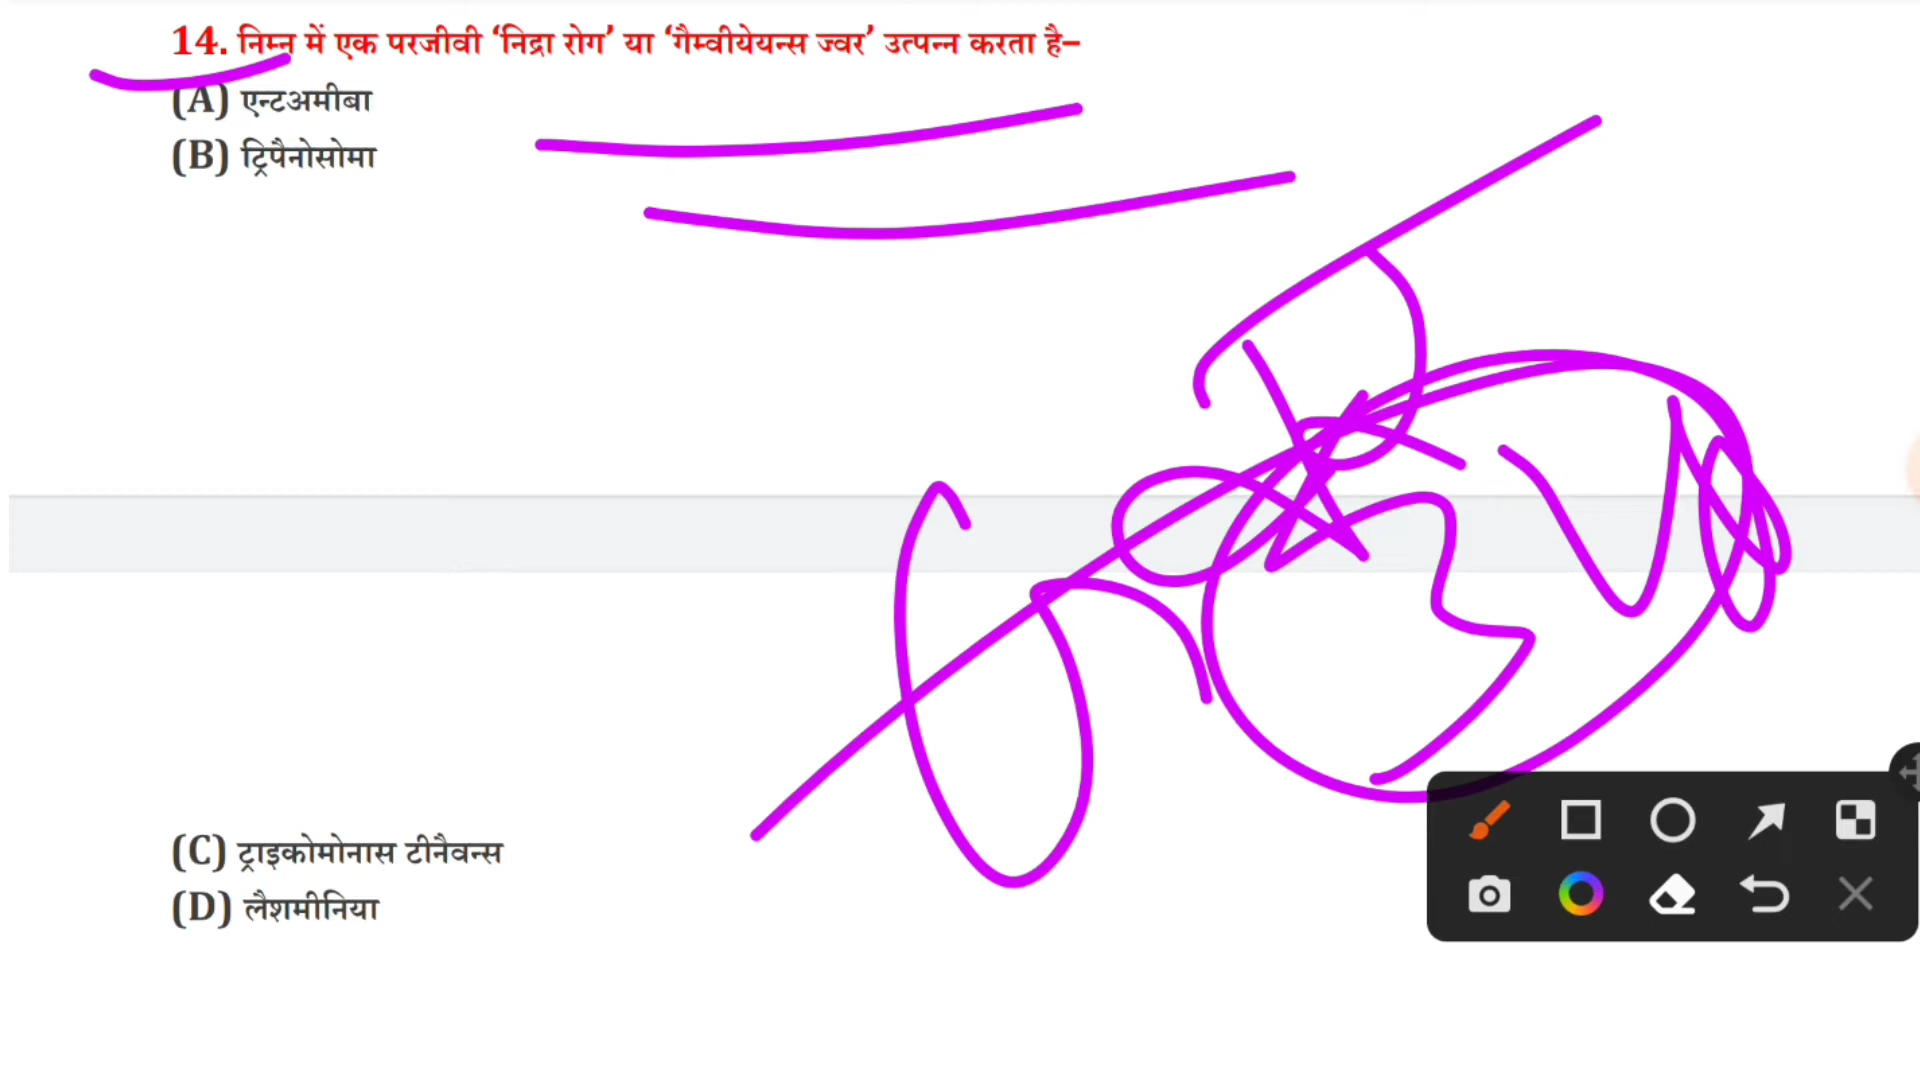 14. निम्न में एक परजीवी ‘निद्रा रोग’ या ‘गैम्वीयेयन्स ज्वर’ उत्पन्न करता है–
(A) एन्टअमीबा
(B) ट्रिपैनोसोमा
(C) ट्राइकोमोनास टीनैवन्स
(D) लैशमीनिया